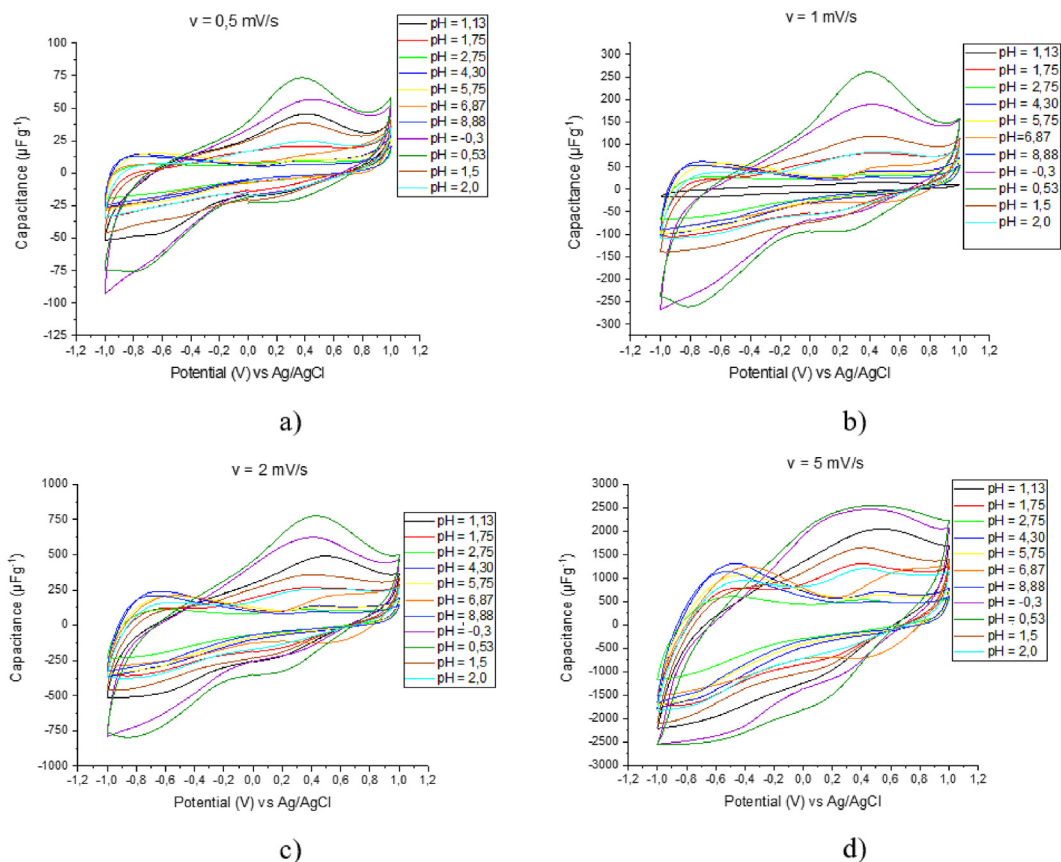 v = 0,5 mV/s
Capacitance (µFg⁻¹)
100
75
50
25
0
-25
-50
-75
-100
-125
-1,2 -1,0 -0,8 -0,6 -0,4 -0,2 0,0 0,2 0,4 0,6 0,8 1,0 1,2
Potential (V) vs Ag/AgCl
pH = 1,13
pH = 1,75
pH = 2,75
pH = 4,30
pH = 5,75
pH = 6,87
pH = 8,88
pH = -0,3
pH = 0,53
pH = 1,5
pH = 2,0
a)
v = 1 mV/s
Capacitance (µFg⁻¹)
300
250
200
150
100
50
0
-50
-100
-150
-200
-250
-300
-1,2 -1,0 -0,8 -0,6 -0,4 -0,2 0,0 0,2 0,4 0,6 0,8 1,0 1,2
Potential (V) vs Ag/AgCl
pH = 1,13
pH = 1,75
pH = 2,75
pH = 4,30
pH = 5,75
pH=6,87
pH = 8,88
pH = -0,3
pH = 0,53
pH = 1,5
pH = 2,0
b)
v = 2 mV/s
Capacitance (µFg⁻¹)
1000
750
500
250
0
-250
-500
-750
-1000
-1,2 -1,0 -0,8 -0,6 -0,4 -0,2 0,0 0,2 0,4 0,6 0,8 1,0 1,2
Potential (V) vs Ag/AgCl
pH = 1,13
pH = 1,75
pH = 2,75
pH = 4,30
pH = 5,75
pH = 6,87
pH = 8,88
pH = -0,3
pH = 0,53
pH = 1,5
pH = 2,0
c)
v = 5 mV/s
Capacitance (µFg⁻¹)
3000
2500
2000
1500
1000
500
0
-500
-1000
-1500
-2000
-2500
-3000
-1,2 -1,0 -0,8 -0,6 -0,4 -0,2 0,0 0,2 0,4 0,6 0,8 1,0 1,2
Potential (V) vs Ag/AgCl
pH = 1,13
pH = 1,75
pH = 2,75
pH = 4,30
pH = 5,75
pH = 6,87
pH = 8,88
pH = -0,3
pH = 0,53
pH = 1,5
pH = 2,0
d)